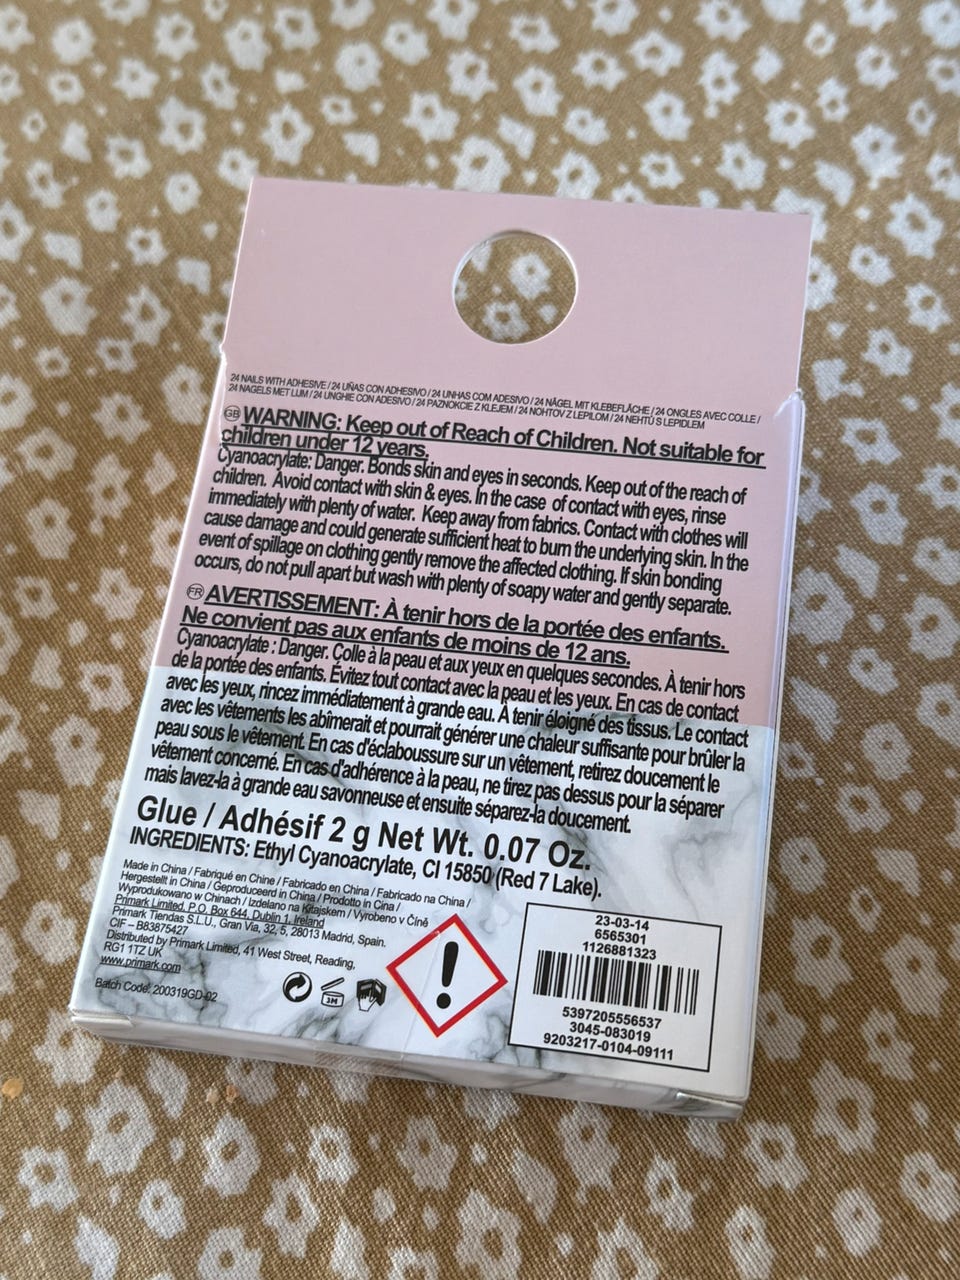 24 NAILS WITH ADHESIVE / 24 UÑAS CON ADHESIVO / 24 UNHAS COM ADESIVO / 24 NÄGEL MIT KLEBEFLÄCHE / 24 ONGLES AVEC COLLE /
24 NAGELS MET LIJM / 24 UNGHIE CON ADESIVO / 24 PAZNOKCIE Z KLEJEM / 24 NOHTOV Z LEPILOM / 24 NEHTŮ S LEPIDLEM
GB WARNING: Keep out of Reach of Children. Not suitable for
children under 12 years.
Cyanoacrylate: Danger. Bonds skin and eyes in seconds. Keep out of the reach of
children. Avoid contact with skin & eyes. In the case of contact with eyes, rinse
immediately with plenty of water. Keep away from fabrics. Contact with clothes will
cause damage and could generate sufficient heat to burn the underlying skin. In the
event of spillage on clothing gently remove the affected clothing. If skin bonding
occurs, do not pull apart but wash with plenty of soapy water and gently separate.
FR AVERTISSEMENT: À tenir hors de la portée des enfants.
Ne convient pas aux enfants de moins de 12 ans.
Cyanoacrylate : Danger. Colle à la peau et aux yeux en quelques secondes. À tenir hors
de la portée des enfants. Évitez tout contact avec la peau et les yeux. En cas de contact
avec les yeux, rincez immédiatement à grande eau. À tenir éloigné des tissus. Le contact
avec les vêtements les abîmerait et pourrait générer une chaleur suffisante pour brûler la
peau sous le vêtement. En cas d'éclaboussure sur un vêtement, retirez doucement le
vêtement concerné. En cas d'adhérence à la peau, ne tirez pas dessus pour la séparer
mais lavez-la à grande eau savonneuse et ensuite séparez-la doucement.
Glue / Adhésif 2 g Net Wt. 0.07 Oz.
INGREDIENTS: Ethyl Cyanoacrylate, CI 15850 (Red 7 Lake).
Made in China / Fabriqué en Chine / Fabricado en China / Fabricado na China /
Hergestellt in China / Geproduceerd in China / Prodotto in Cina /
Wyprodukowano w Chinach / Izdelano na Kitajskem / Vyrobeno v Číně
Primark Limited, P.O. Box 644, Dublin 1, Ireland
Primark Tiendas S.L.U., Gran Via, 32, 5, 28013 Madrid, Spain.
CIF – B83875427
Distributed by Primark Limited, 41 West Street, Reading,
RG1 1TZ UK
www.primark.com
Batch Code: 200319GD-02
3M
23-03-14
6565301
1126881323
5397205556537
3045-083019
9203217-0104-09111